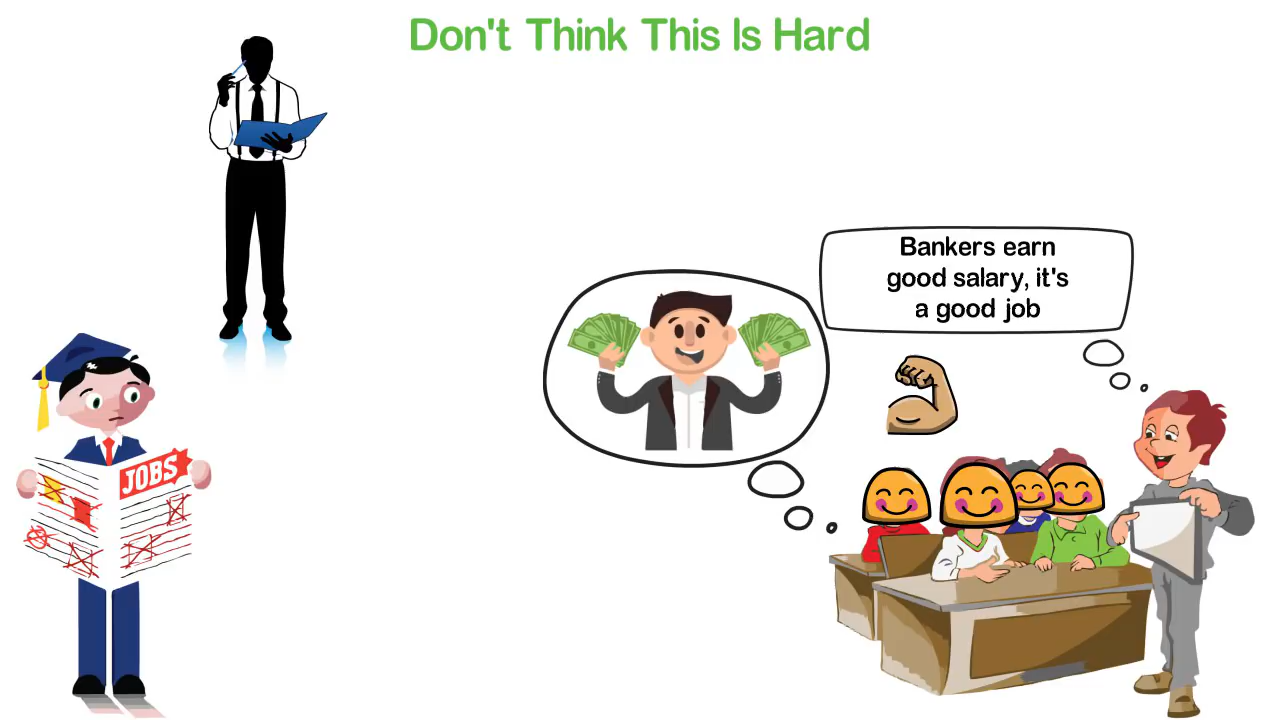 Don't Think This Is Hard
Bankers earn
good salary, it's
a good job
JOBS